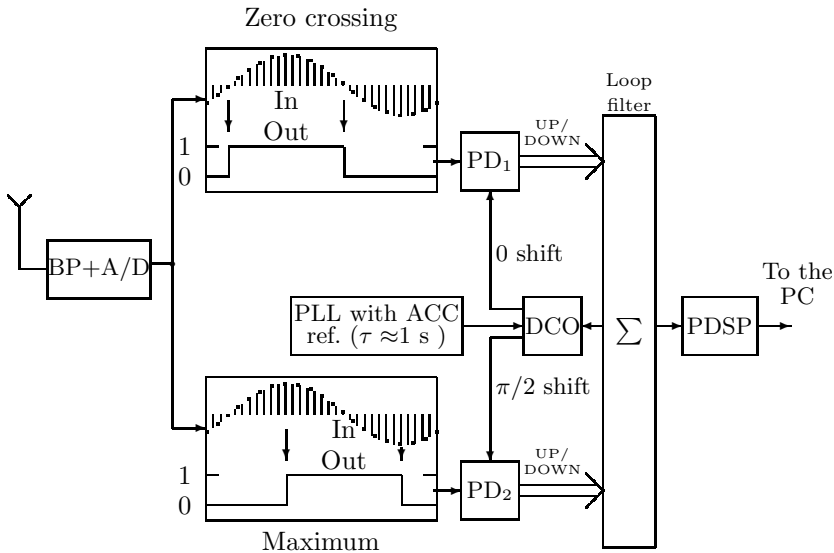 Zero crossing
In
Out
1
0
PD₁
UP/
DOWN
Loop
filter
BP+A/D
0 shift
PLL with ACC
ref. (τ ≈1 s )
DCO
∑
PDSP
To the
PC
π/2 shift
In
Out
1
0
PD₂
UP/
DOWN
Maximum